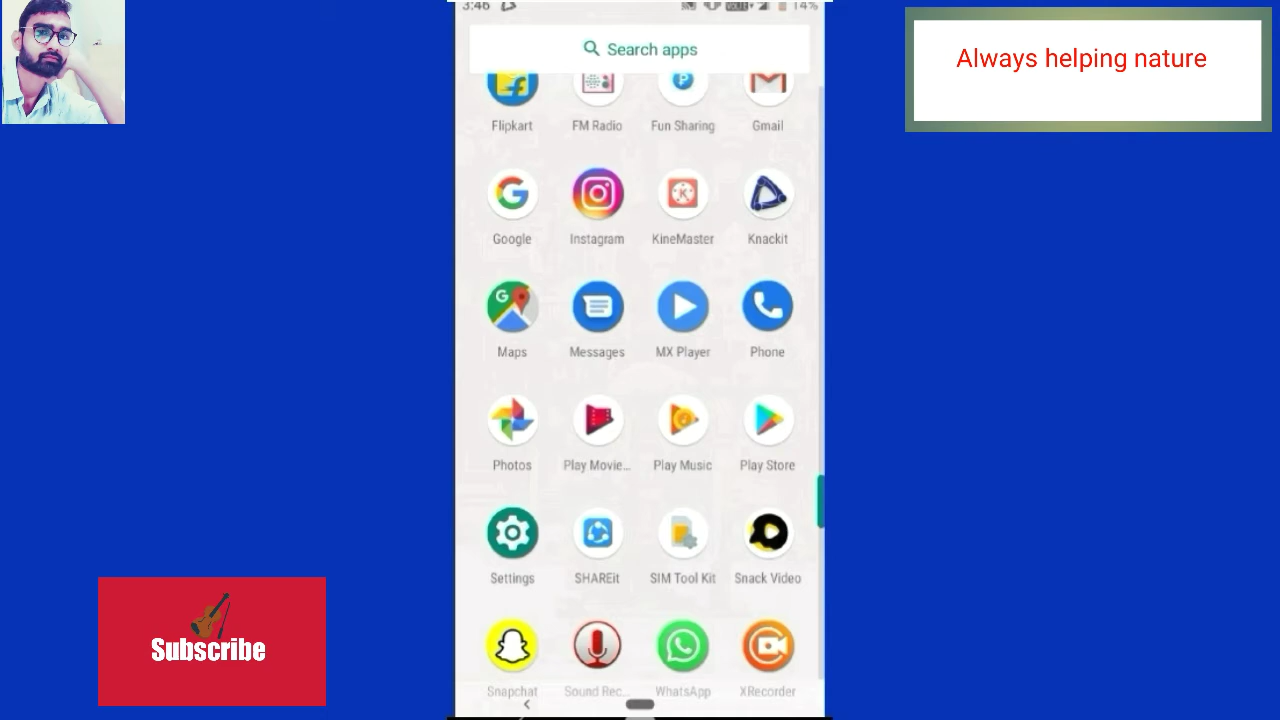 3:46
14%
Search apps
Always helping nature
Flipkart FM Radio Fun Sharing Gmail
Google Instagram KineMaster Knackit
Maps Messages MX Player Phone
Photos Play Movie... Play Music Play Store
Settings SHAREit SIM Tool Kit Snack Video
Subscribe
Snapchat Sound Rec... WhatsApp XRecorder